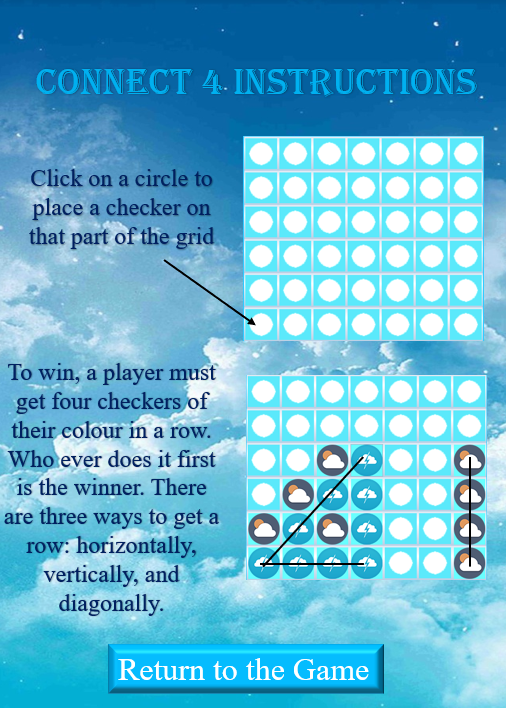 CONNECT 4 INSTRUCTIONS
Click on a circle to
place a checker on
that part of the grid
To win, a player must
get four checkers of
their colour in a row.
Who ever does it first
is the winner. There
are three ways to get a
row: horizontally,
vertically, and
diagonally.
Return to the Game